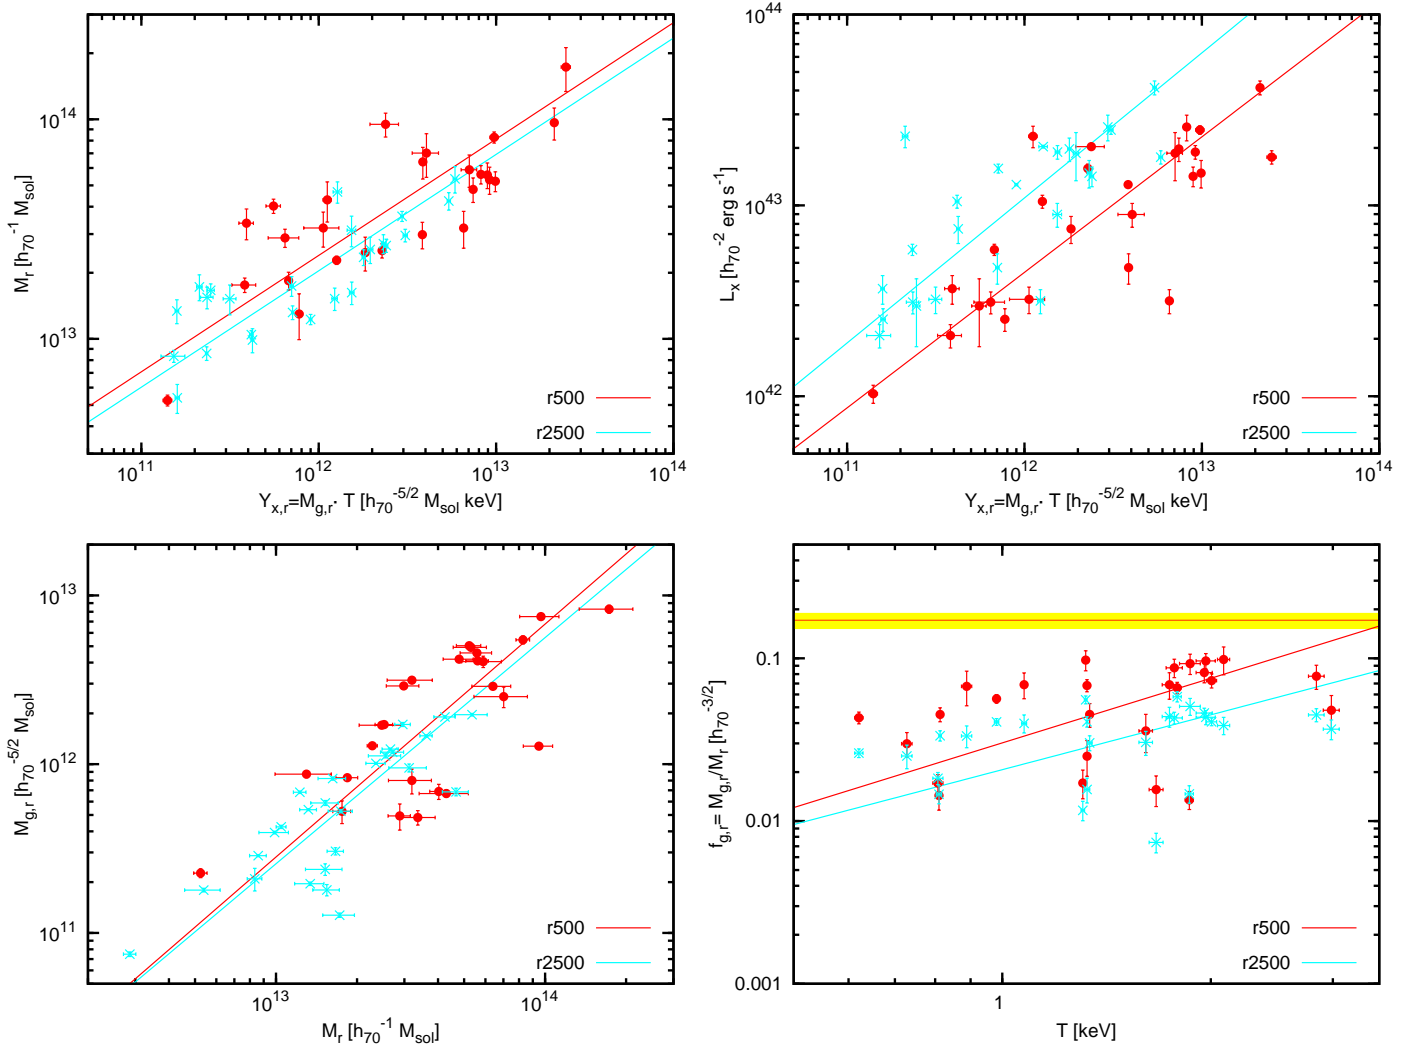 10^14
10^13
10^11
10^12
10^13
10^14
M_r [h_70^-1 M_sol]
Y_x,r=M_g,r· T [h_70^-5/2 M_sol keV]
r500
r2500
10^44
10^43
10^42
10^11
10^12
10^13
10^14
L_x [h_70^-2 erg s^-1]
Y_x,r=M_g,r· T [h_70^-5/2 M_sol keV]
r500
r2500
10^13
10^12
10^11
10^13
10^14
M_g,r [h_70^-5/2 M_sol]
M_r [h_70^-1 M_sol]
r500
r2500
0.1
0.01
0.001
1
f_g,r= M_g,r/M_r [h_70^-3/2]
T [keV]
r500
r2500